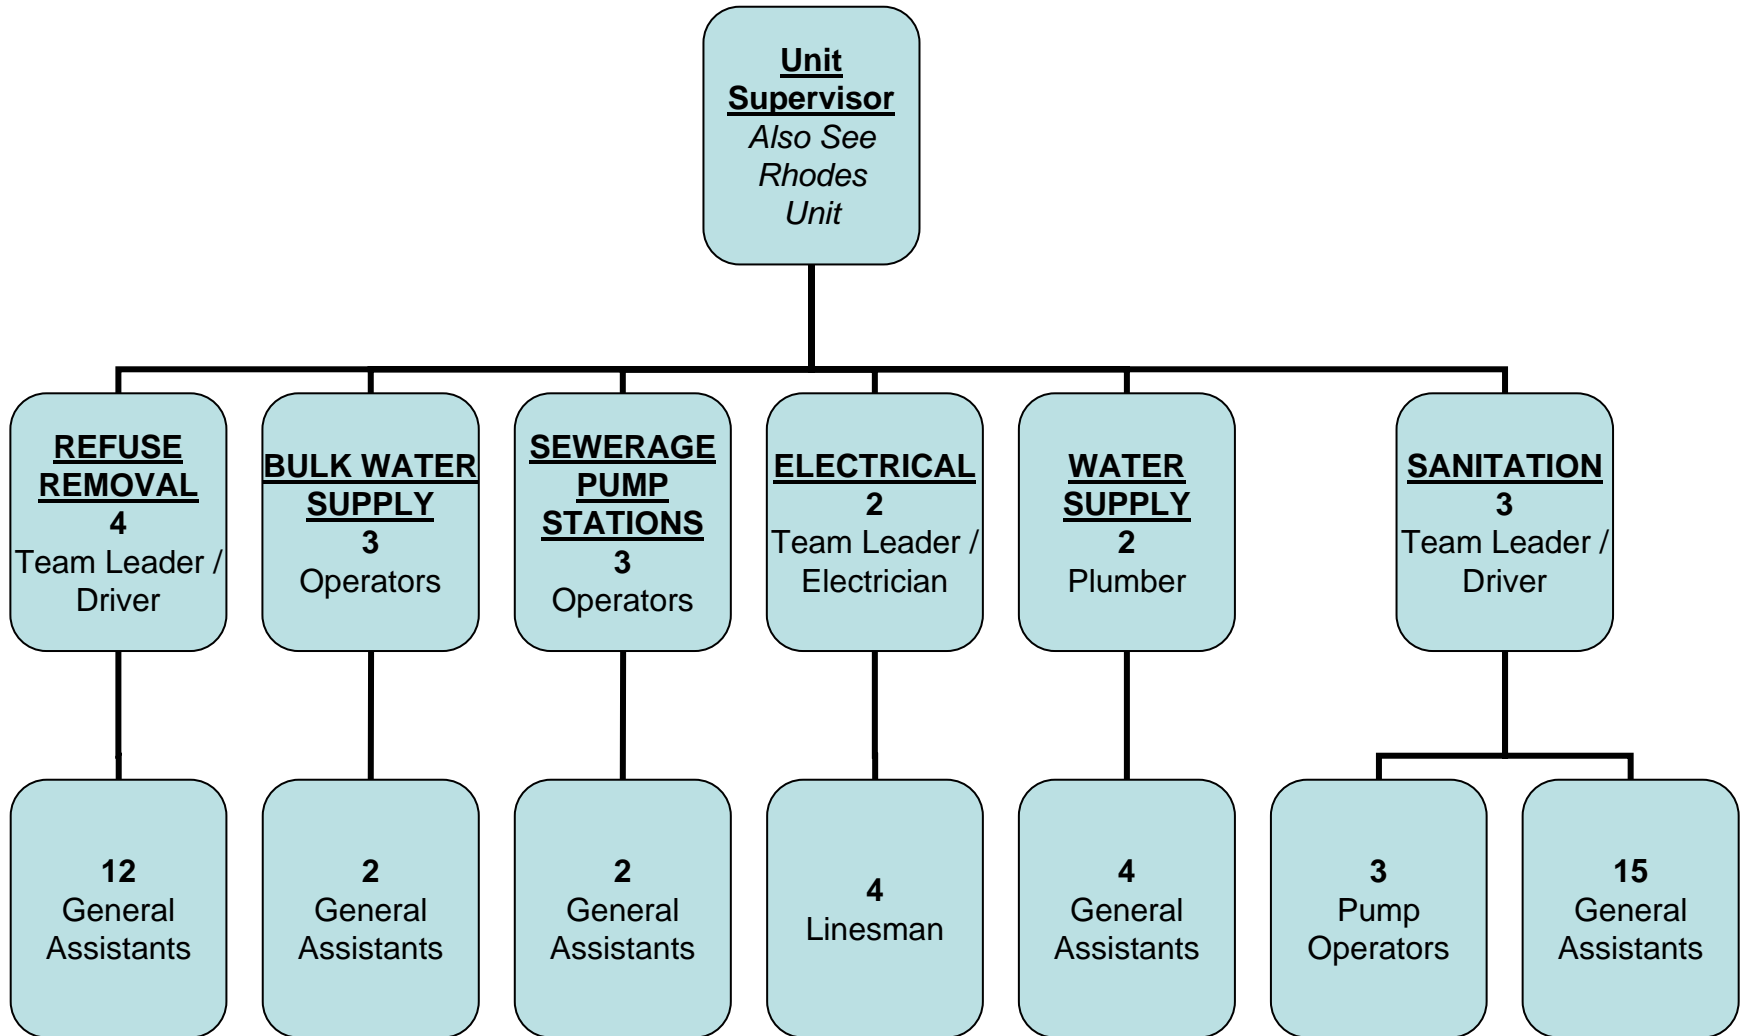 Unit
Supervisor
Also See
Rhodes
Unit
REFUSE
REMOVAL
4
Team Leader /
Driver
BULK WATER
SUPPLY
3
Operators
SEWERAGE
PUMP
STATIONS
3
Operators
ELECTRICAL
2
Team Leader /
Electrician
WATER
SUPPLY
2
Plumber
SANITATION
3
Team Leader /
Driver
12
General
Assistants
2
General
Assistants
2
General
Assistants
4
Linesman
4
General
Assistants
3
Pump
Operators
15
General
Assistants